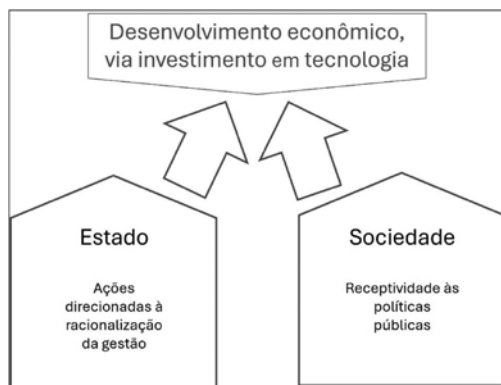 Desenvolvimento econômico,
via investimento em tecnologia
Estado
Ações
direcionadas à
racionalização
da gestão
Sociedade
Receptividade às
políticas
públicas